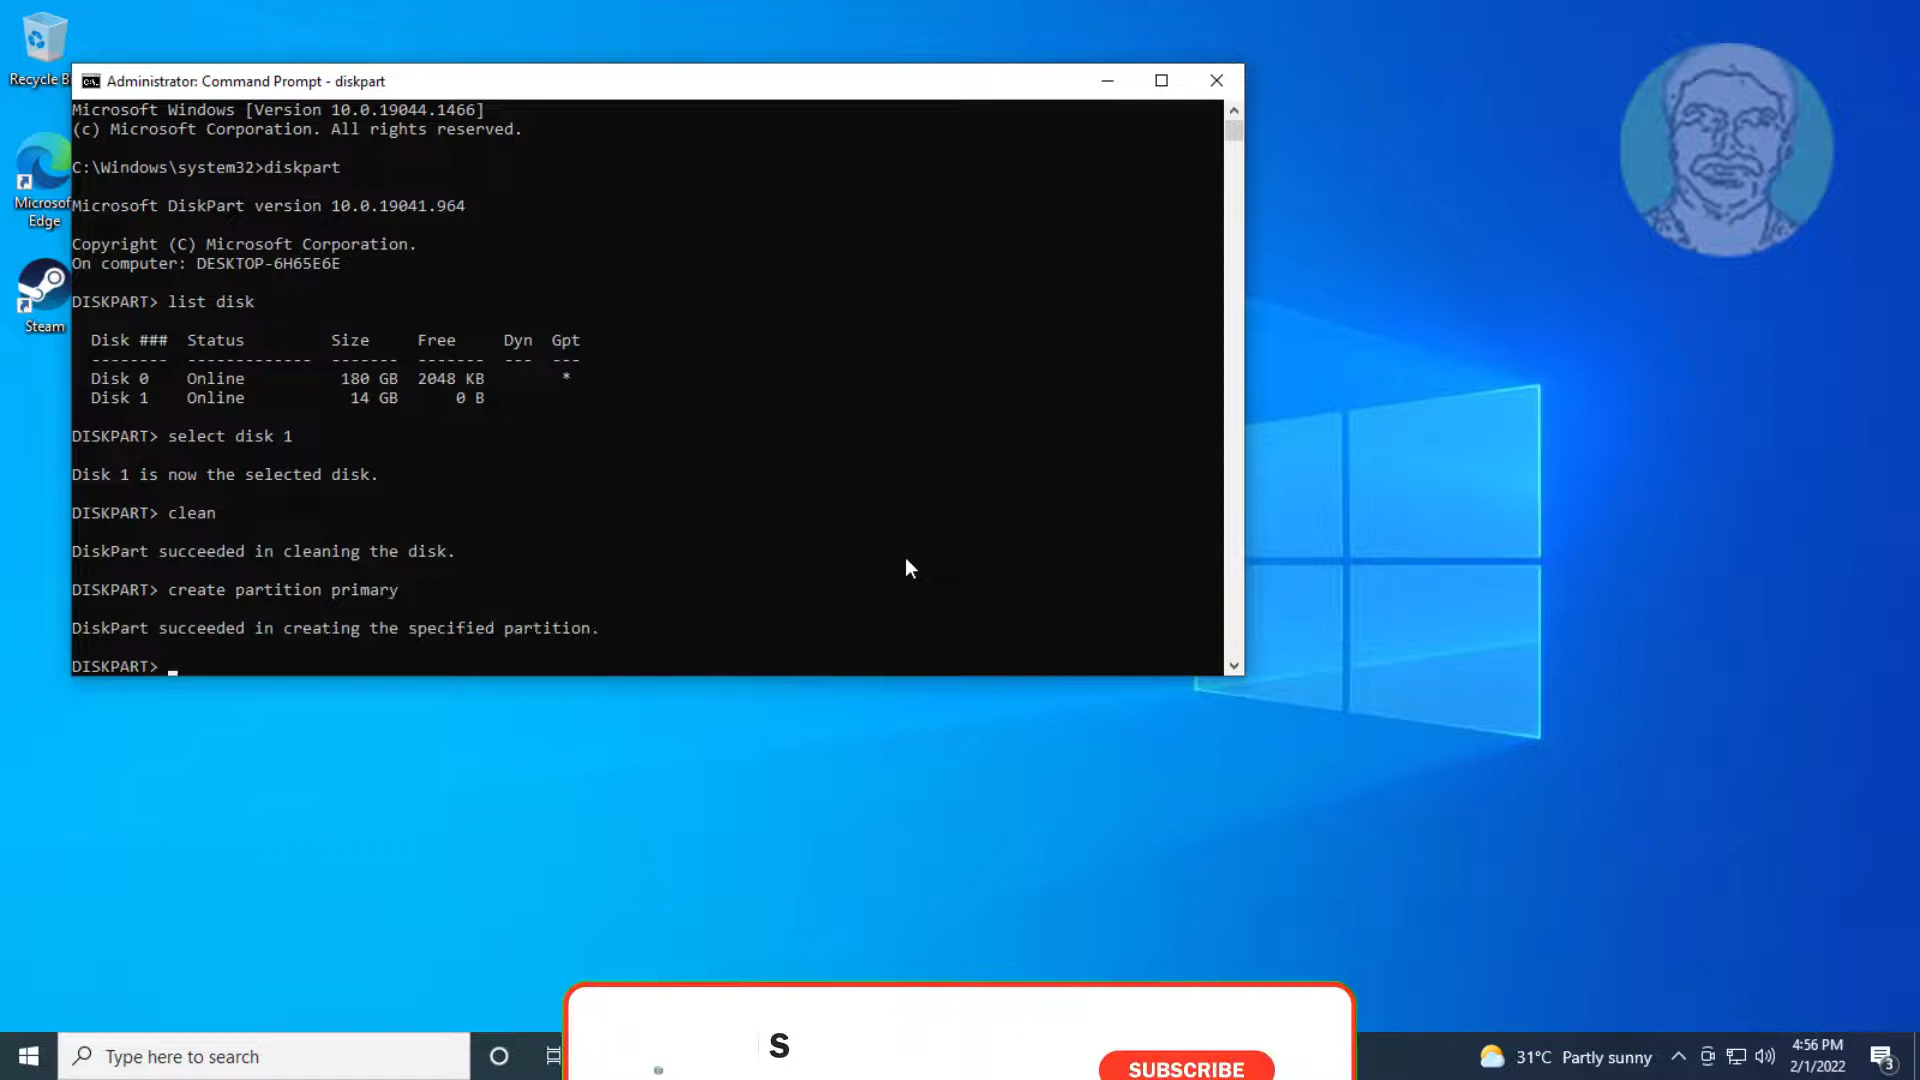 Recycle B
Administrator: Command Prompt - diskpart
Microsoft Windows [Version 10.0.19044.1466]
(c) Microsoft Corporation. All rights reserved.
C:\Windows\system32>diskpart
Microsof
Edge
Microsoft DiskPart version 10.0.19041.964
Copyright (C) Microsoft Corporation.
On computer: DESKTOP-6H65E6E
Steam
DISKPART> list disk
Disk ### Status Size Free Dyn Gpt
-------- ------------- ------- ------- --- ---
Disk 0 Online 180 GB 2048 KB *
Disk 1 Online 14 GB 0 B
DISKPART> select disk 1
Disk 1 is now the selected disk.
DISKPART> clean
DiskPart succeeded in cleaning the disk.
DISKPART> create partition primary
DiskPart succeeded in creating the specified partition.
DISKPART> _
S
SUBSCRIBE
Type here to search
31°C Partly sunny
4:56 PM
2/1/2022
3